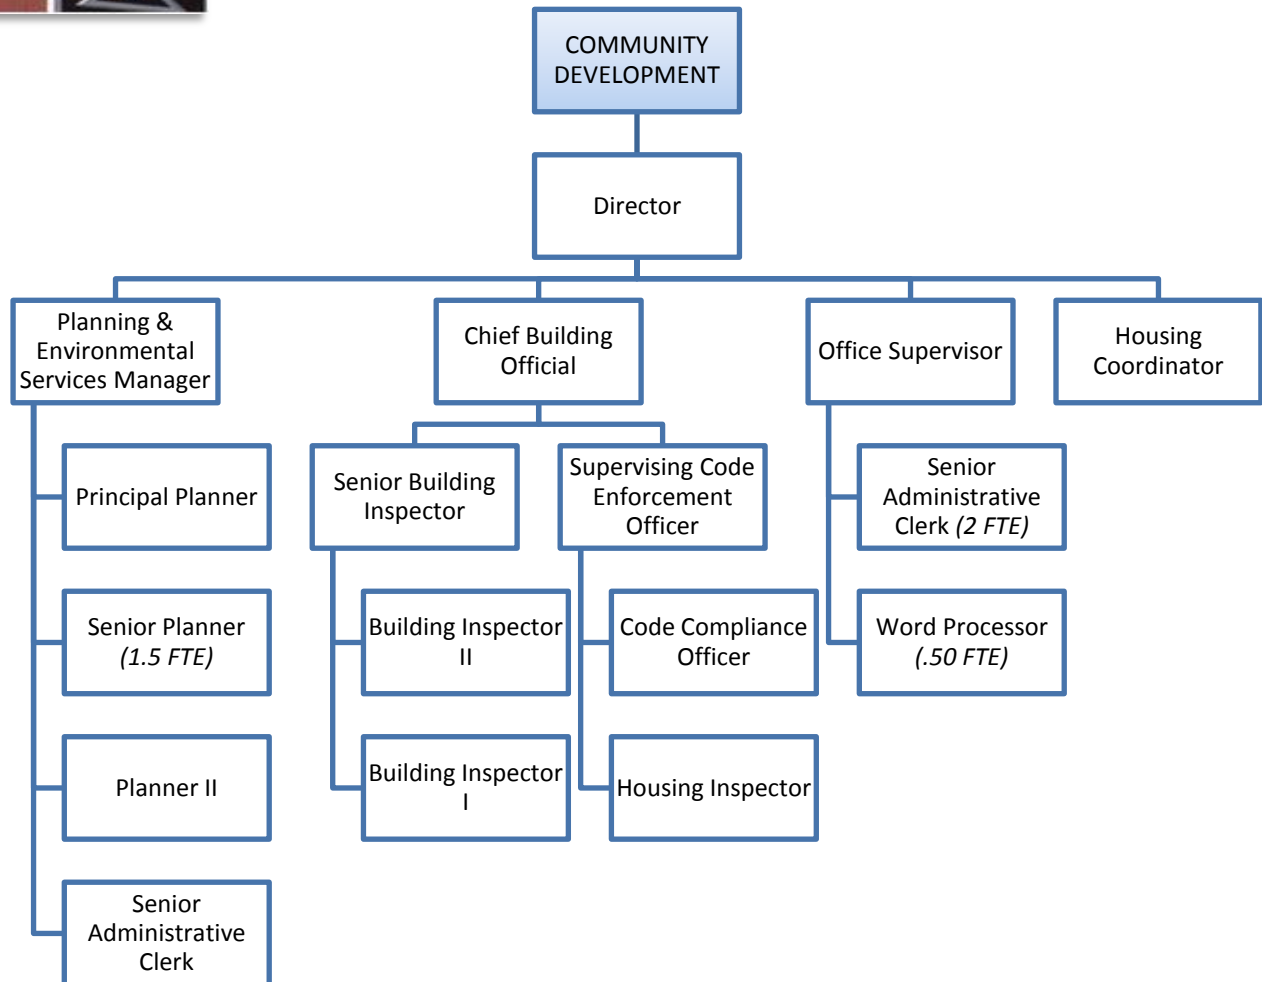 COMMUNITY
DEVELOPMENT
Director
Planning &
Environmental
Services Manager
Chief Building
Official
Office Supervisor
Housing
Coordinator
Principal Planner
Senior Building
Inspector
Supervising Code
Enforcement
Officer
Senior
Administrative
Clerk (2 FTE)
Senior Planner
(1.5 FTE)
Building Inspector
II
Code Compliance
Officer
Word Processor
(.50 FTE)
Planner II
Building Inspector
I
Housing Inspector
Senior
Administrative
Clerk